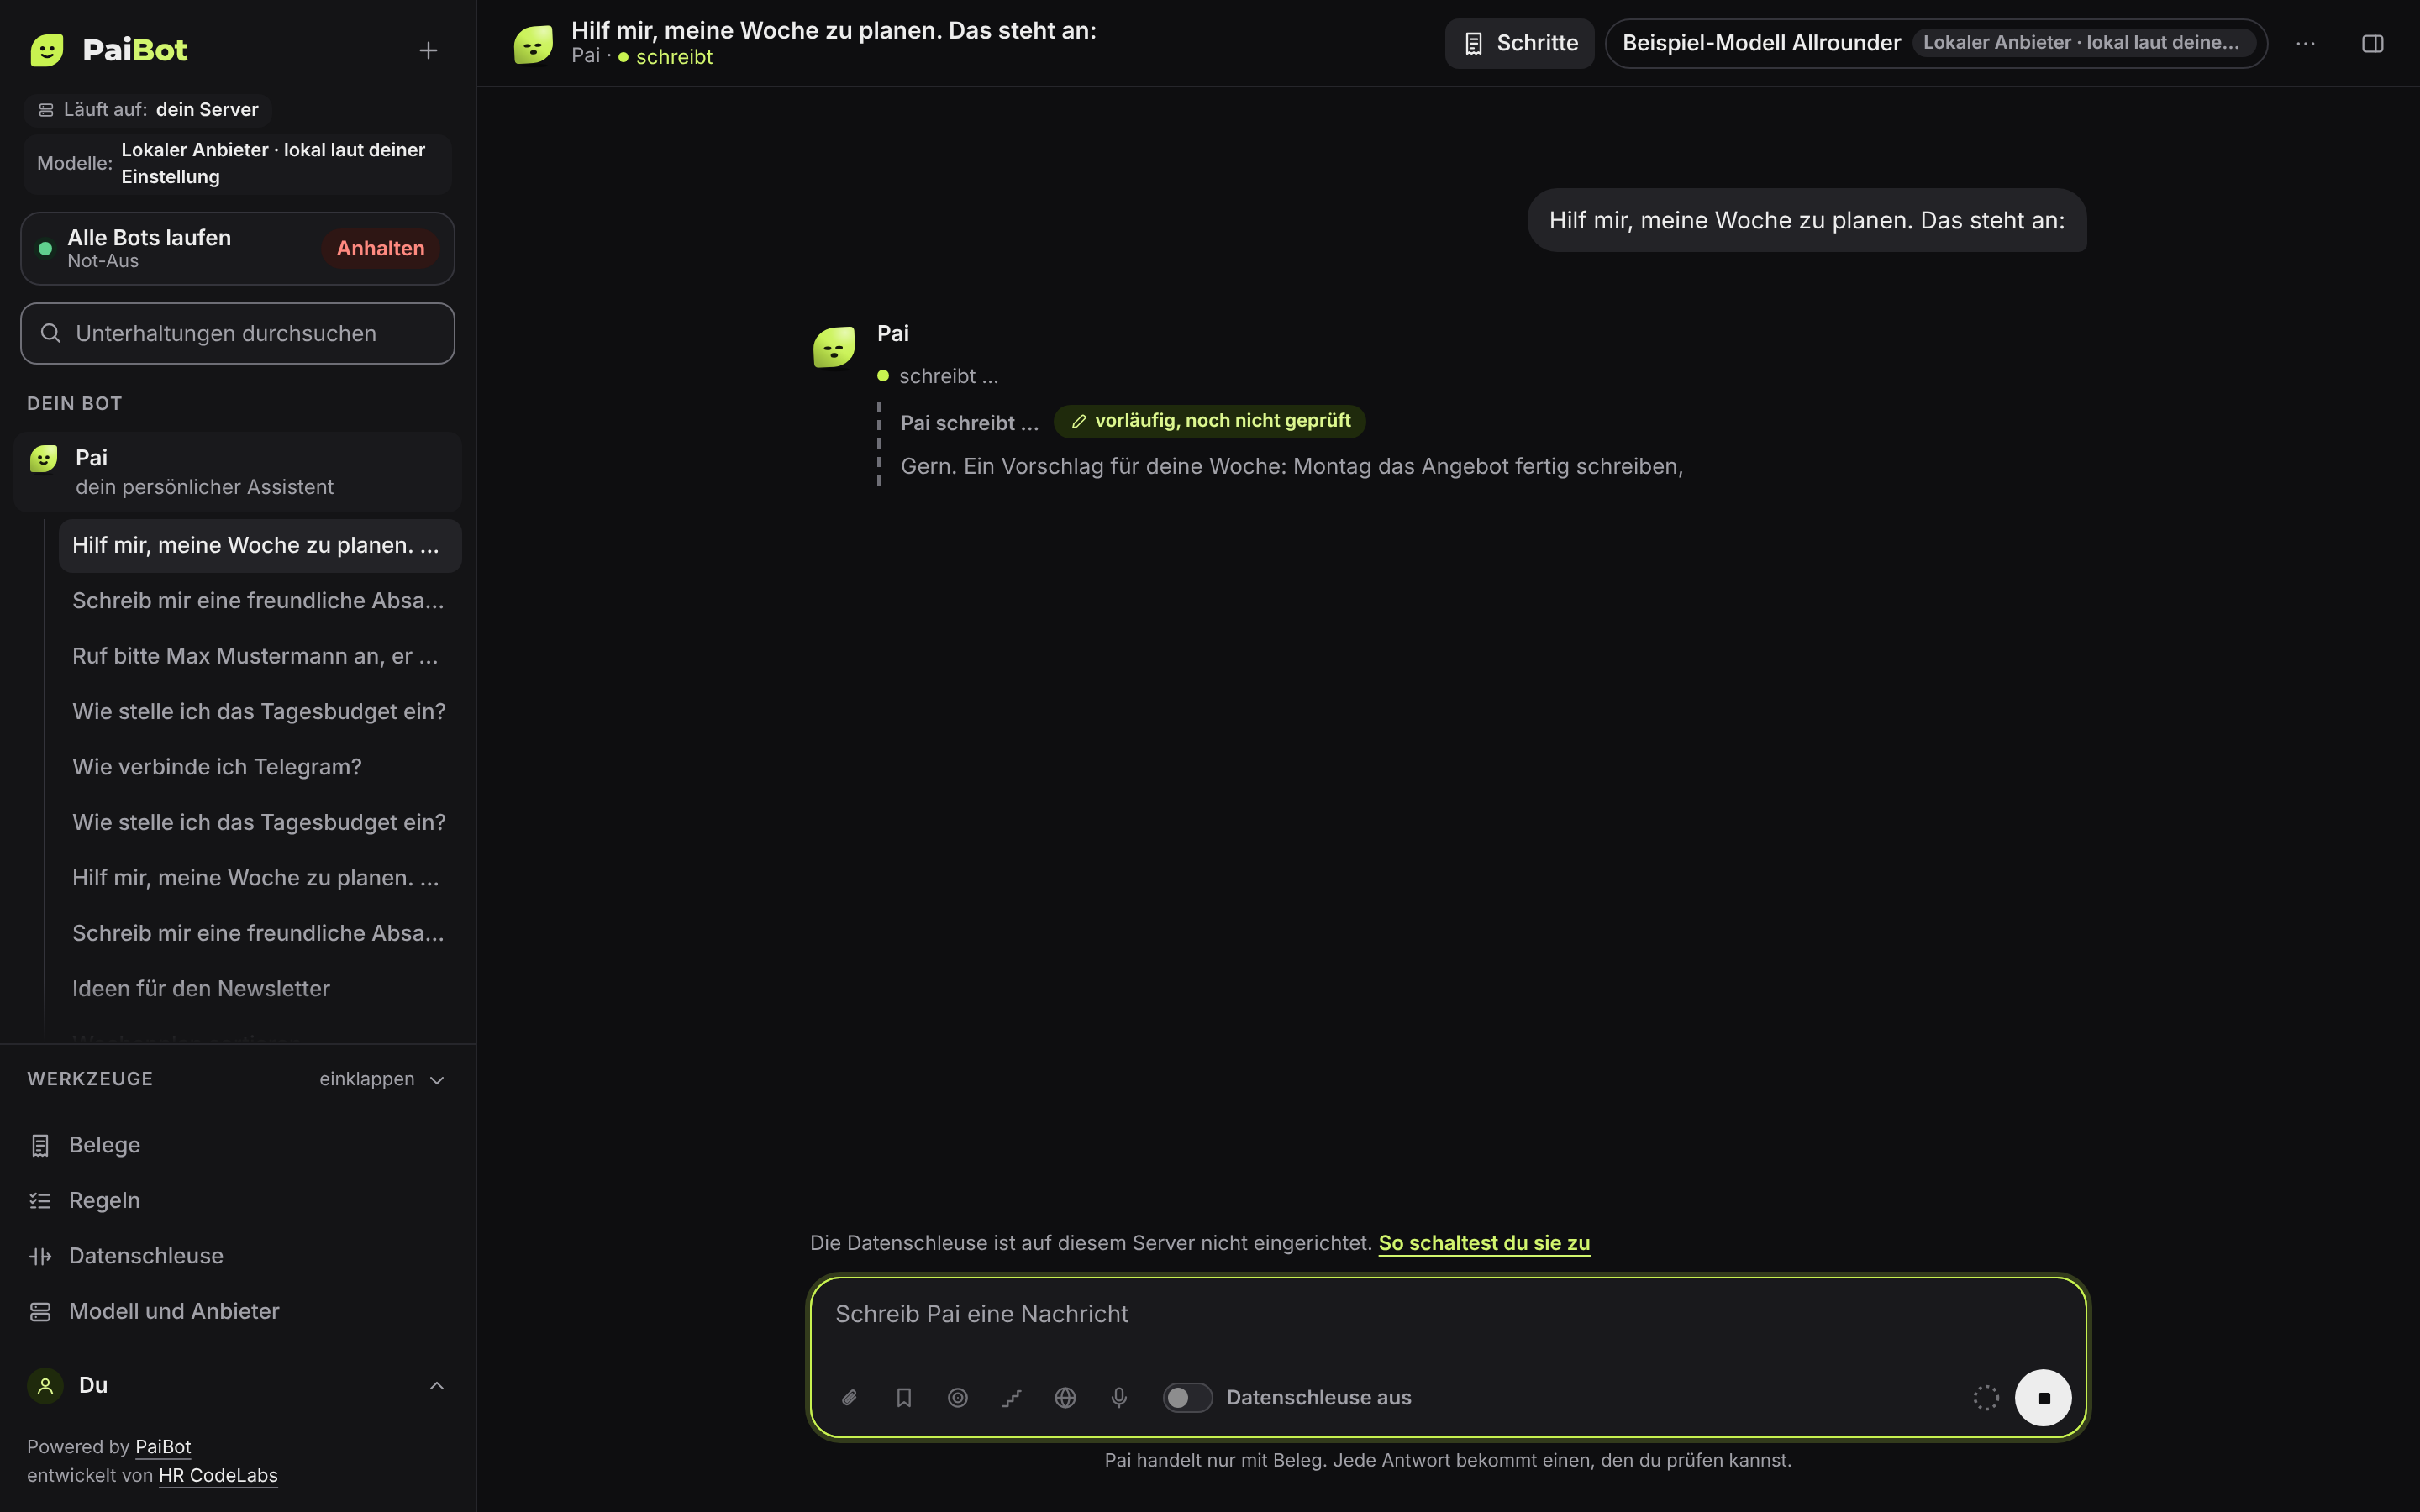 PaiBot
Läuft auf: dein Server
Modelle: Lokaler Anbieter · lokal laut deiner
Einstellung
Alle Bots laufen
Not-Aus
Anhalten
Unterhaltungen durchsuchen
DEIN BOT
Pai
dein persönlicher Assistent
Hilf mir, meine Woche zu planen. ...
Schreib mir eine freundliche Absa...
Ruf bitte Max Mustermann an, er ...
Wie stelle ich das Tagesbudget ein?
Wie verbinde ich Telegram?
Wie stelle ich das Tagesbudget ein?
Hilf mir, meine Woche zu planen. ...
Schreib mir eine freundliche Absa...
Ideen für den Newsletter
WERKZEUGE
einklappen
Belege
Regeln
Datenschleuse
Modell und Anbieter
Du
Powered by PaiBot
entwickelt von HR CodeLabs
Hilf mir, meine Woche zu planen. Das steht an:
Pai · schreibt
Schritte
Beispiel-Modell Allrounder Lokaler Anbieter · lokal laut deine...
Hilf mir, meine Woche zu planen. Das steht an:
Pai
schreibt ...
Pai schreibt ... vorläufig, noch nicht geprüft
Gern. Ein Vorschlag für deine Woche: Montag das Angebot fertig schreiben,
Die Datenschleuse ist auf diesem Server nicht eingerichtet. So schaltest du sie zu
Schreib Pai eine Nachricht
Datenschleuse aus
Pai handelt nur mit Beleg. Jede Antwort bekommt einen, den du prüfen kannst.